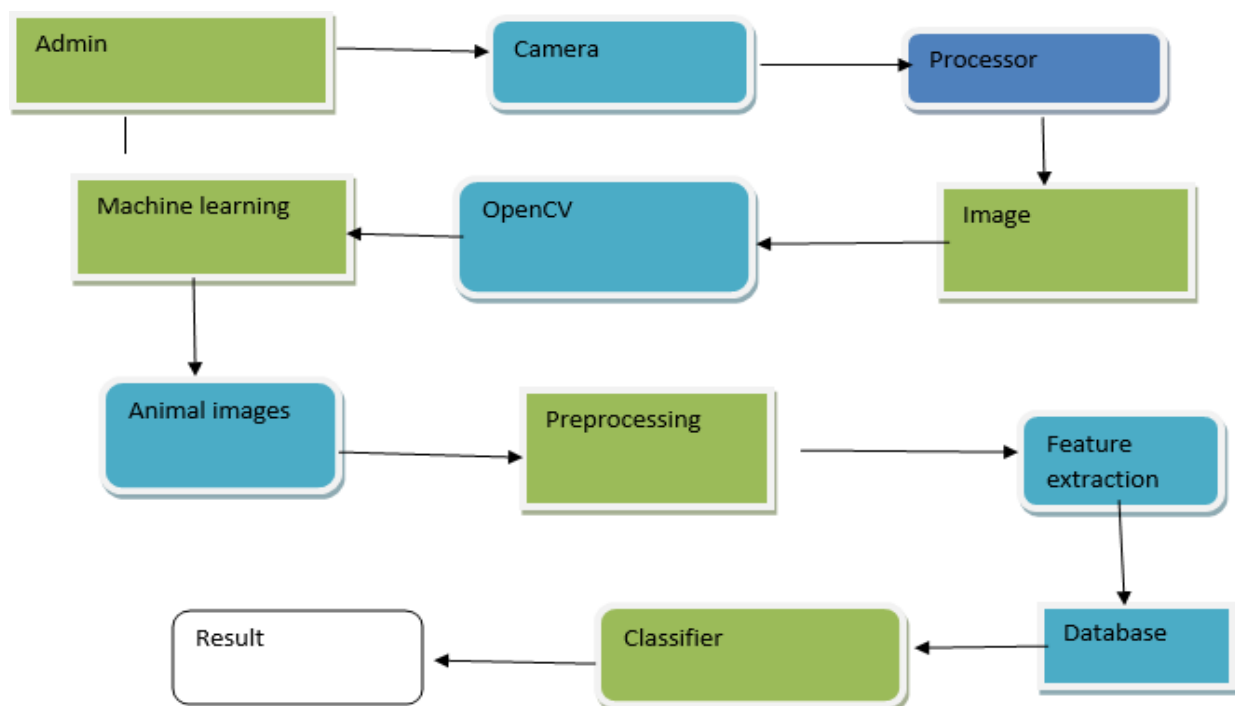 Admin
Camera
Processor
Machine learning
OpenCV
Image
Animal images
Preprocessing
Feature
extraction
Result
Classifier
Database